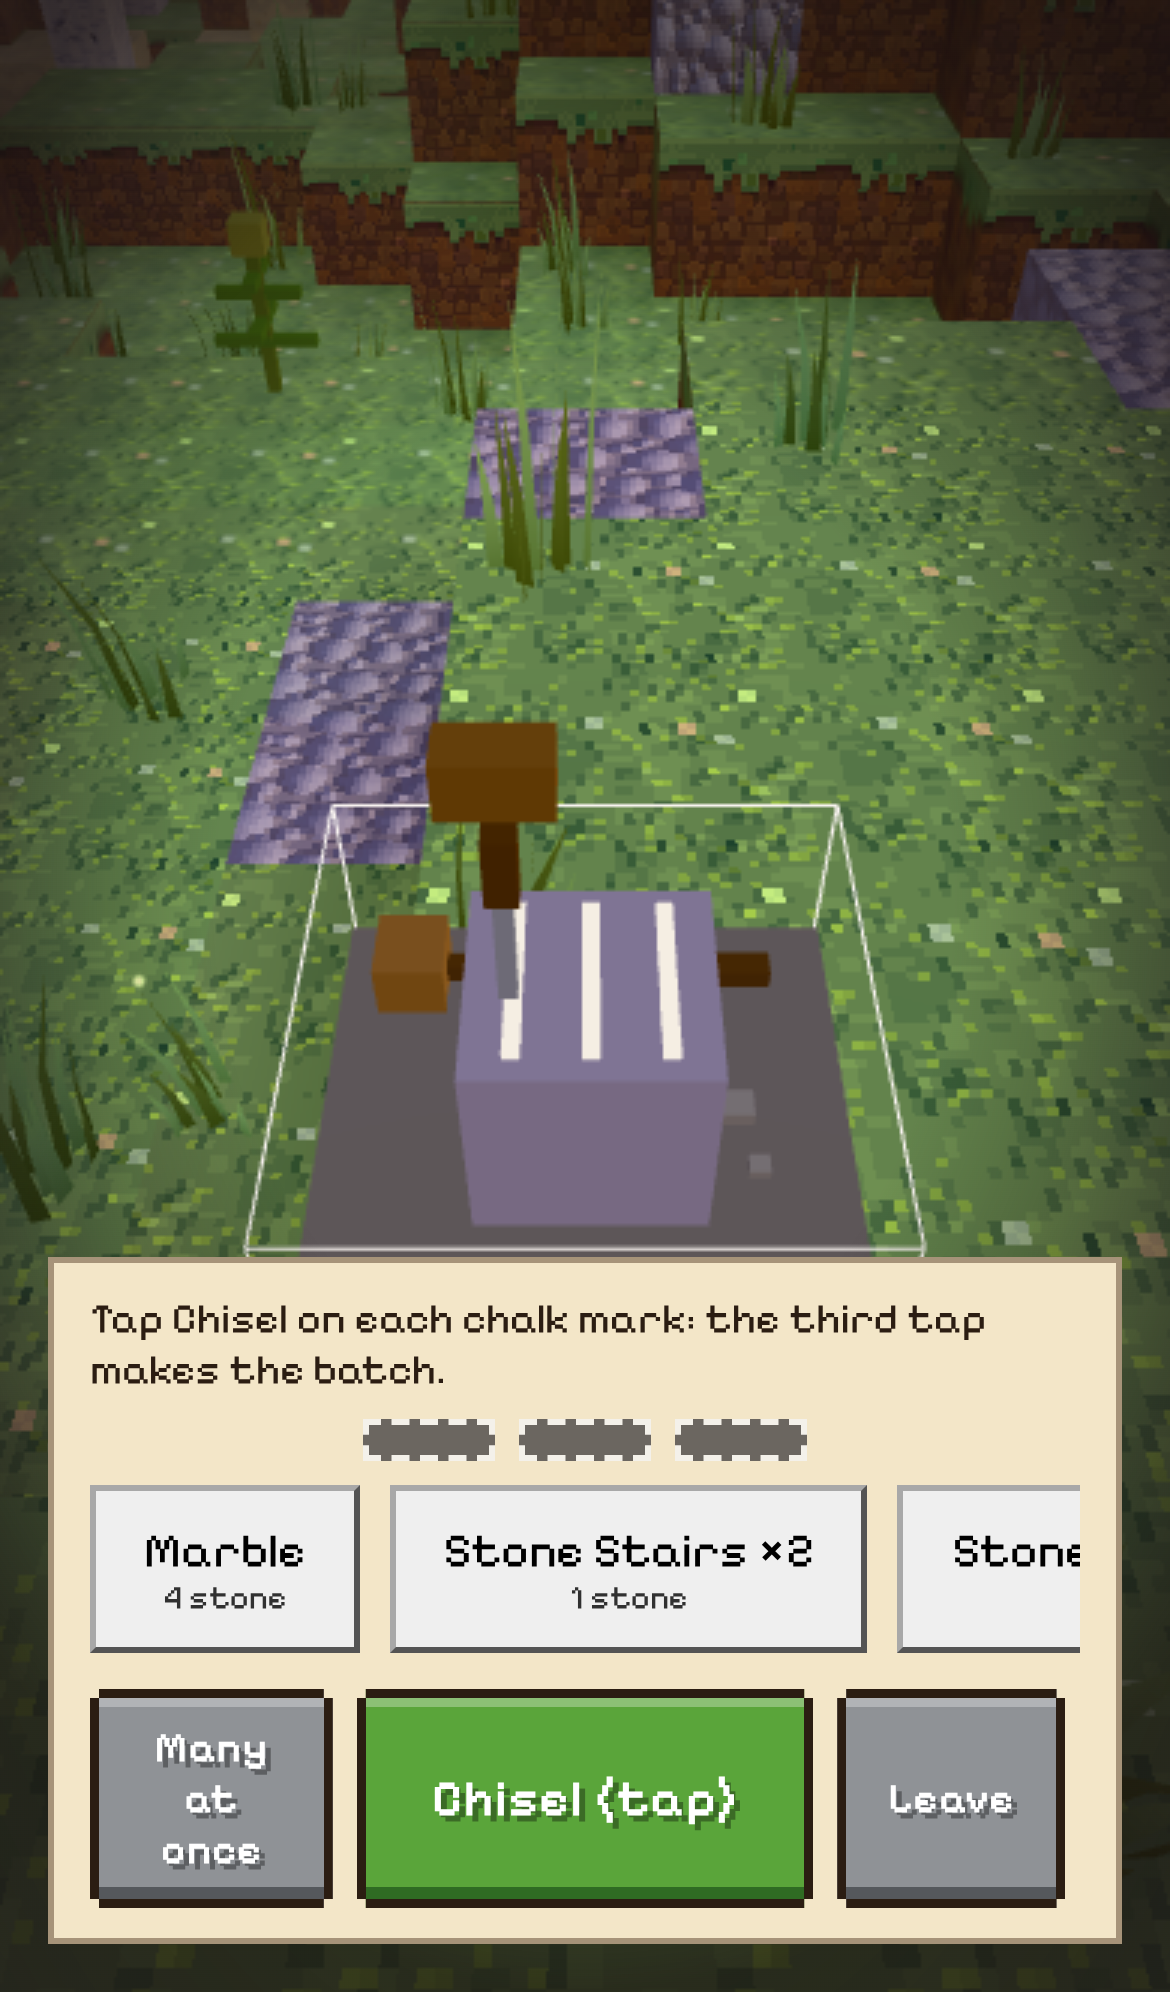 Tap Chisel on each chalk mark: the third tap
makes the batch.
Marble
4 stone
Stone Stairs ×2
1 stone
Stone
Many
at
once
Chisel (tap)
Leave